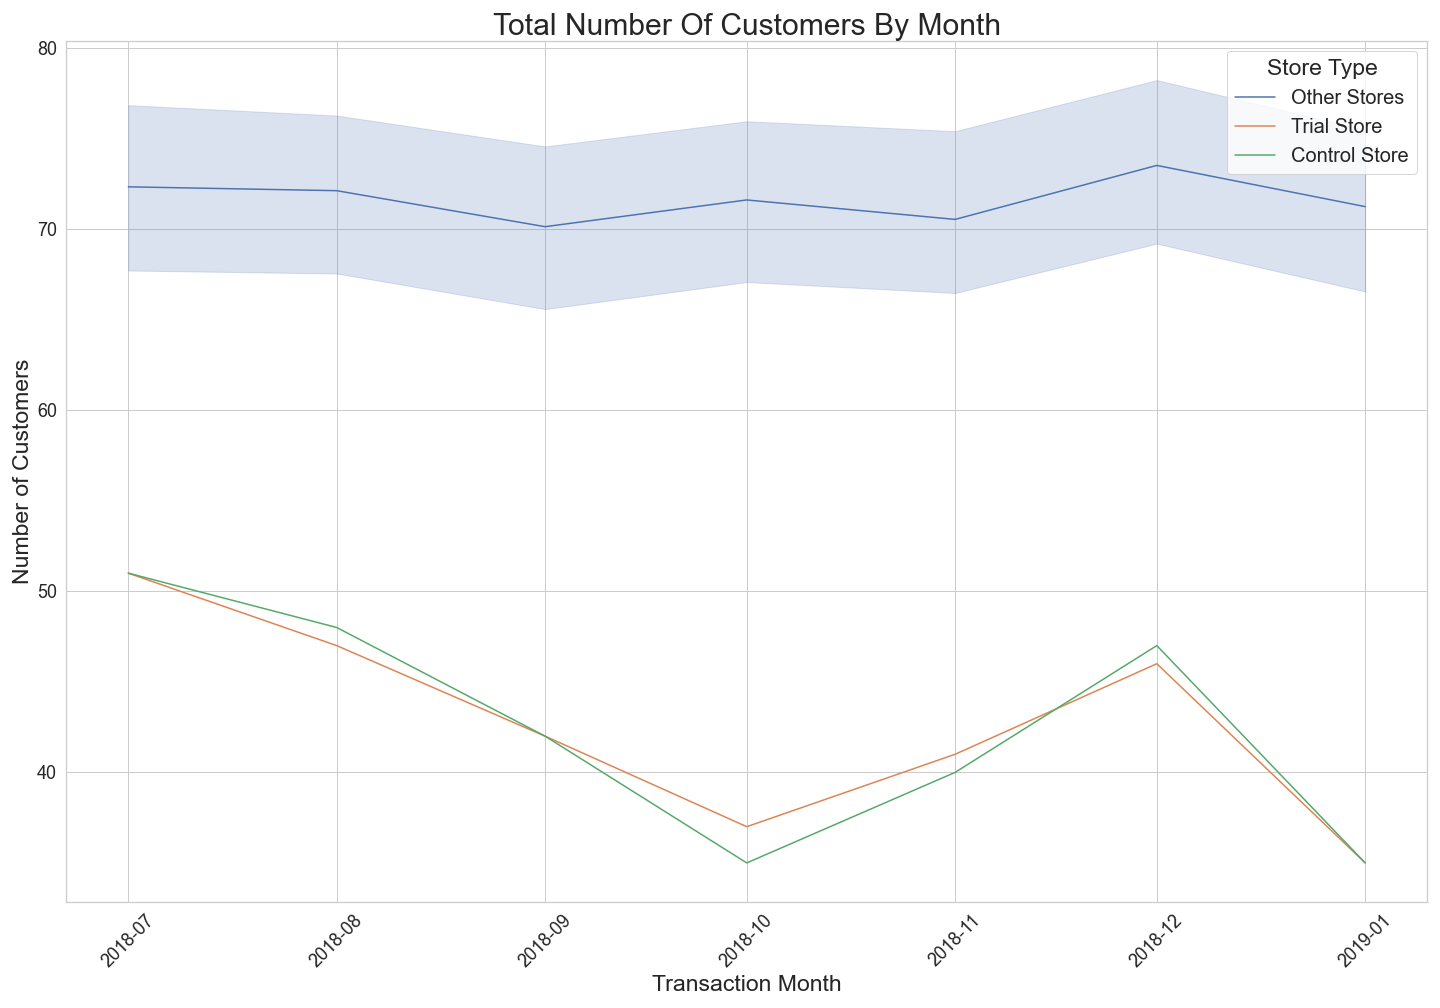 Total Number Of Customers By Month
Store Type
Other Stores
Trial Store
Control Store
Number of Customers
80
70
60
50
40
2018-07
2018-08
2018-09
2018-10
2018-11
2018-12
2019-01
Transaction Month